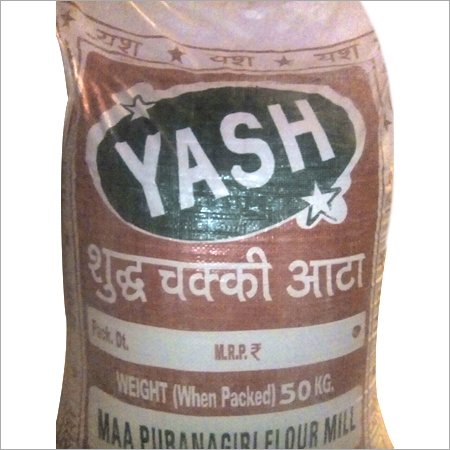 यश ★ यश ★ यश
YASH
शुद्ध चक्की आटा
Pack. Dt.
M.R.P. ₹
WEIGHT (When Packed) 50 KG.
MAA PURANAGIRI FLOUR MILL